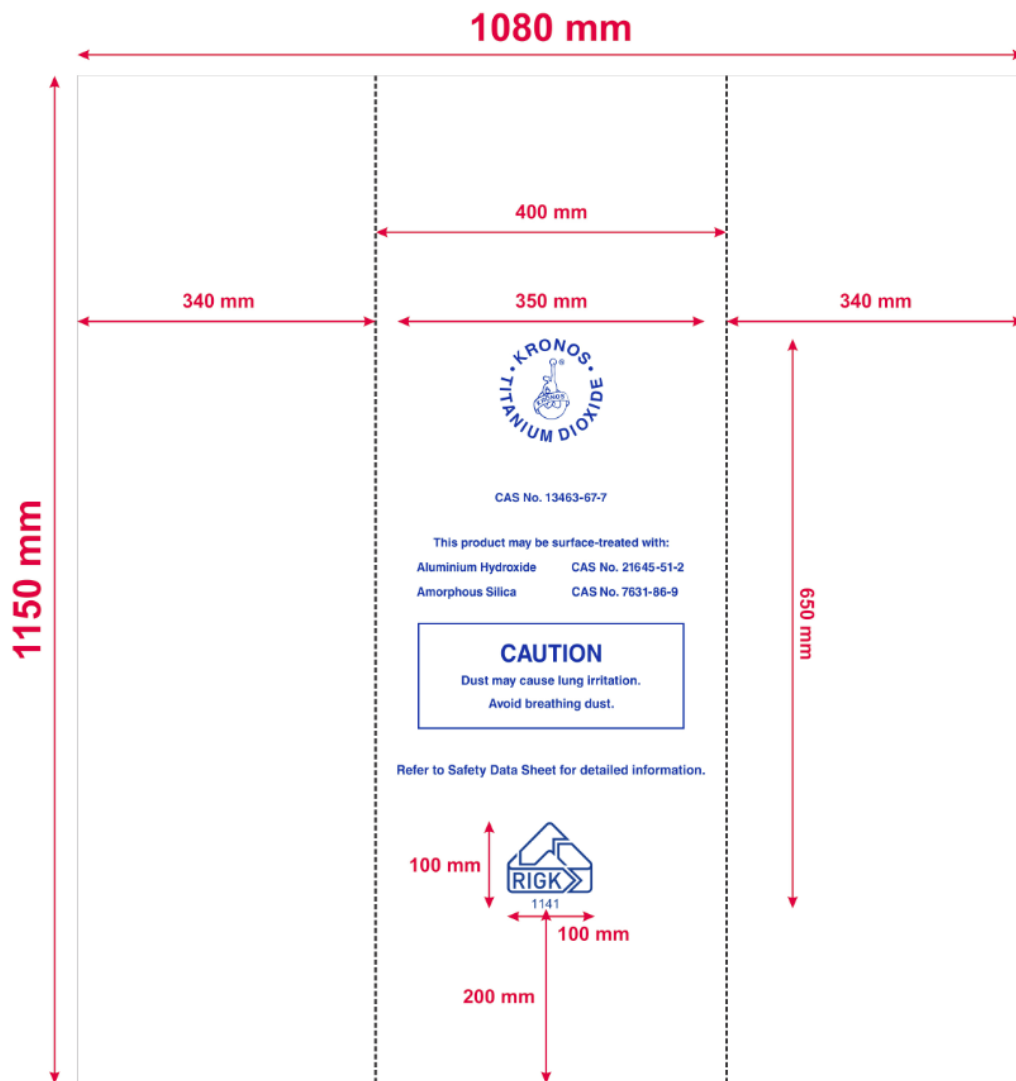 1080 mm
400 mm
340 mm
350 mm
340 mm
• KRONOS •
TITANIUM DIOXIDE
®
KRONOS
CAS No. 13463-67-7
This product may be surface-treated with:
Aluminium Hydroxide CAS No. 21645-51-2
Amorphous Silica CAS No. 7631-86-9
1150 mm
650 mm
CAUTION
Dust may cause lung irritation.
Avoid breathing dust.
Refer to Safety Data Sheet for detailed information.
100 mm
RIGK
1141
100 mm
200 mm